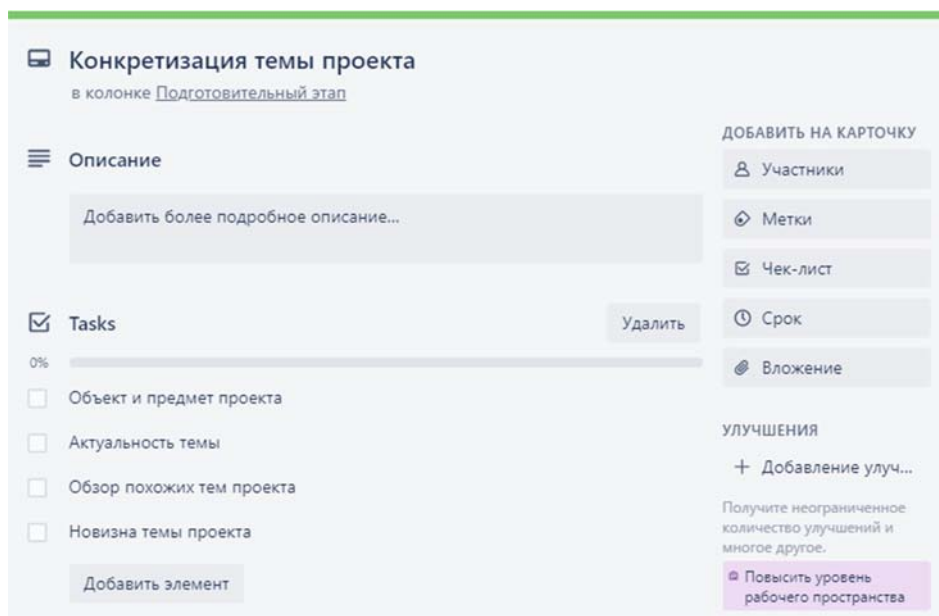 Конкретизация темы проекта
в колонке Подготовительный этап
Описание
Добавить более подробное описание...
Tasks
Удалить
0%
Объект и предмет проекта
Актуальность темы
Обзор похожих тем проекта
Новизна темы проекта
Добавить элемент
ДОБАВИТЬ НА КАРТОЧКУ
Участники
Метки
Чек-лист
Срок
Вложение
УЛУЧШЕНИЯ
+ Добавление улуч...
Получите неограниченное
количество улучшений и
многое другое.
Повысить уровень
рабочего пространства